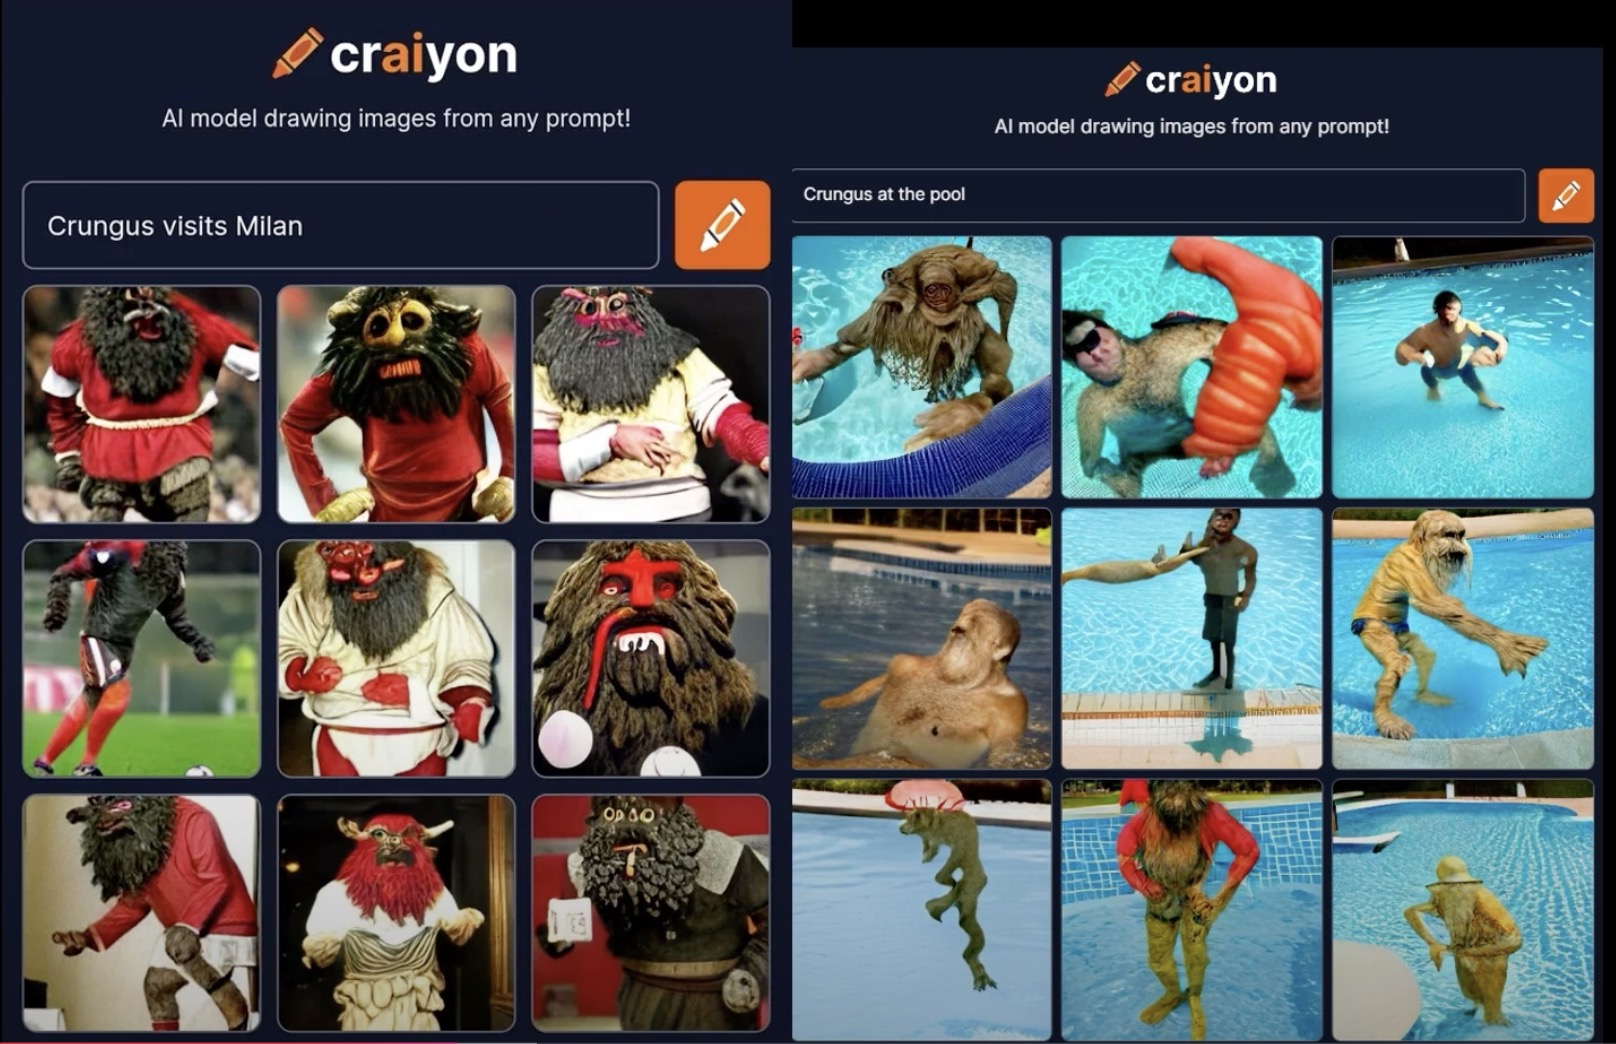 craiyon
AI model drawing images from any prompt!
Crungus visits Milan
craiyon
AI model drawing images from any prompt!
Crungus at the pool